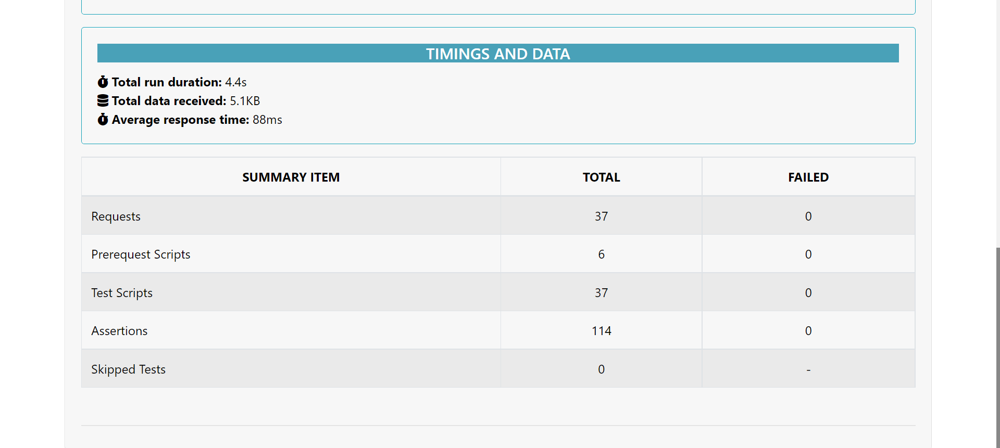 TIMINGS AND DATA
Total run duration: 4.4s
Total data received: 5.1KB
Average response time: 88ms
SUMMARY ITEM TOTAL FAILED
Requests 37 0
Prerequest Scripts 6 0
Test Scripts 37 0
Assertions 114 0
Skipped Tests 0 -